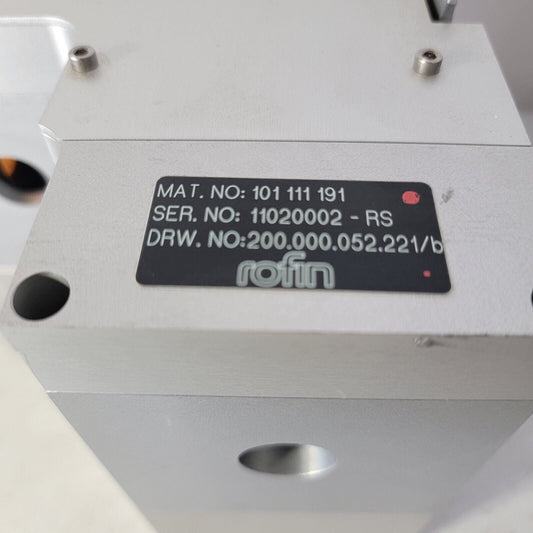 MAT. NO: 101 111 191
SER. NO: 11020002 - RS
DRW. NO:200.000.052.221/b
rofin